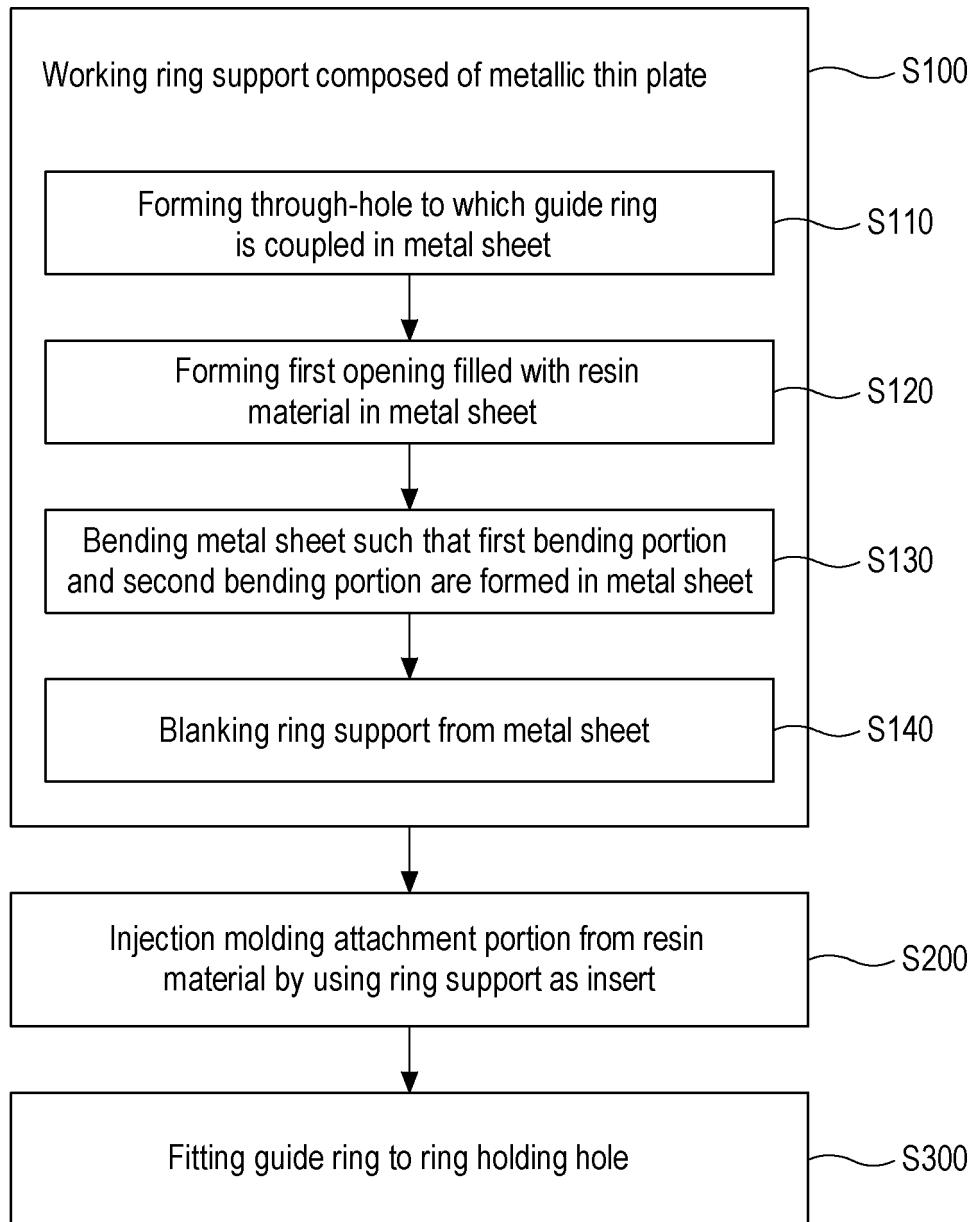 Working ring support composed of metallic thin plate
S100
Forming through-hole to which guide ring
is coupled in metal sheet
S110
Forming first opening filled with resin
material in metal sheet
S120
Bending metal sheet such that first bending portion
and second bending portion are formed in metal sheet
S130
Blanking ring support from metal sheet
S140
Injection molding attachment portion from resin
material by using ring support as insert
S200
Fitting guide ring to ring holding hole
S300